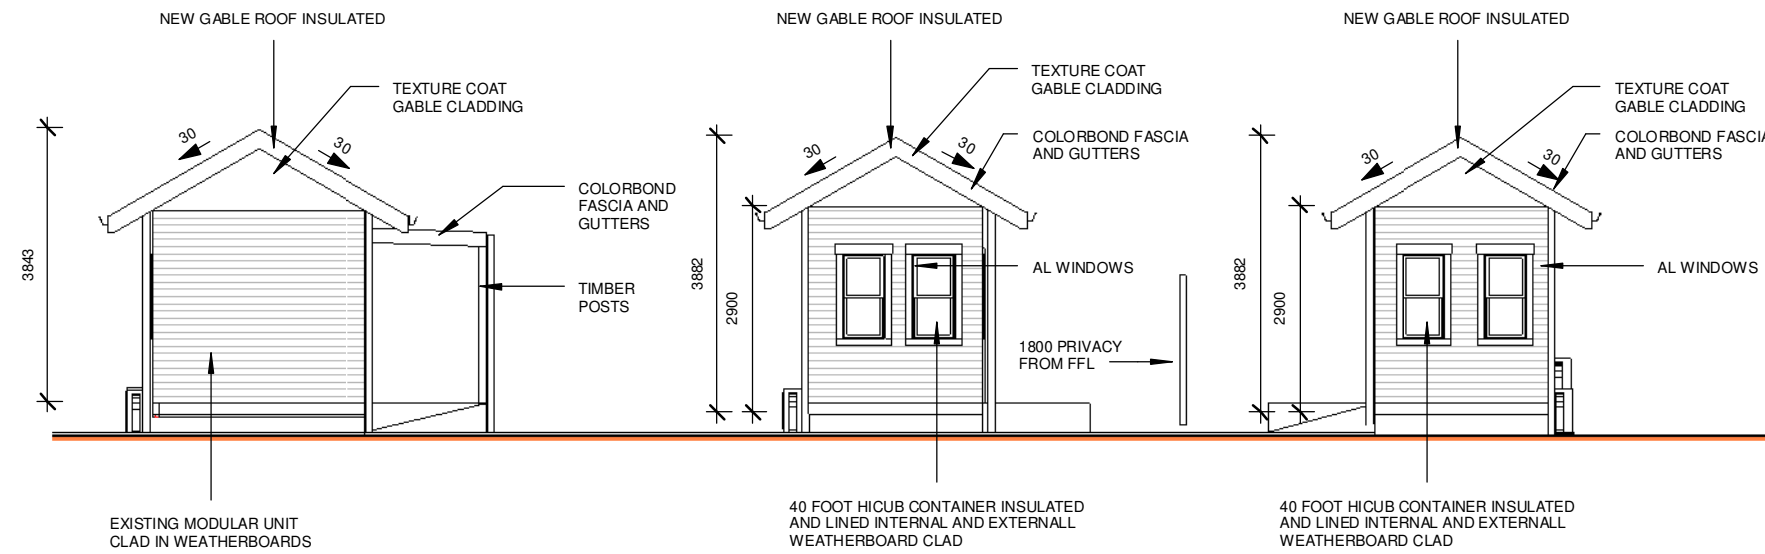 NEW GABLE ROOF INSULATED
TEXTURE COAT
GABLE CLADDING
30
30
COLORBOND
FASCIA AND
GUTTERS
3843
TIMBER
POSTS
EXISTING MODULAR UNIT
CLAD IN WEATHERBOARDS
NEW GABLE ROOF INSULATED
TEXTURE COAT
GABLE CLADDING
30
30
COLORBOND FASCIA
AND GUTTERS
3882
2900
AL WINDOWS
1800 PRIVACY
FROM FFL
40 FOOT HICUB CONTAINER INSULATED
AND LINED INTERNAL AND EXTERNALL
WEATHERBOARD CLAD
NEW GABLE ROOF INSULATED
TEXTURE COAT
GABLE CLADDING
30
30
COLORBOND FASCIA
AND GUTTERS
3882
2900
AL WINDOWS
40 FOOT HICUB CONTAINER INSULATED
AND LINED INTERNAL AND EXTERNALL
WEATHERBOARD CLAD